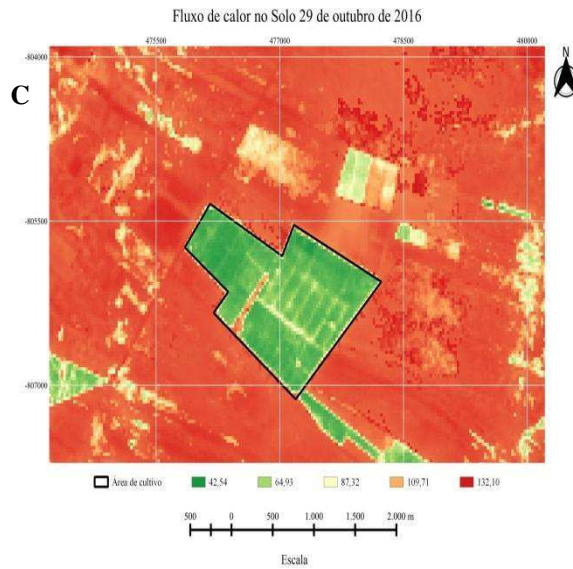 Fluxo de calor no Solo 29 de outubro de 2016
475500 477000 478500 480000
N
C
-804000
-805500
-807000
Área de cultivo 42,54 64,93 87,32 109,71 132,10
500 0 500 1.000 1.500 2.000 m
Escala